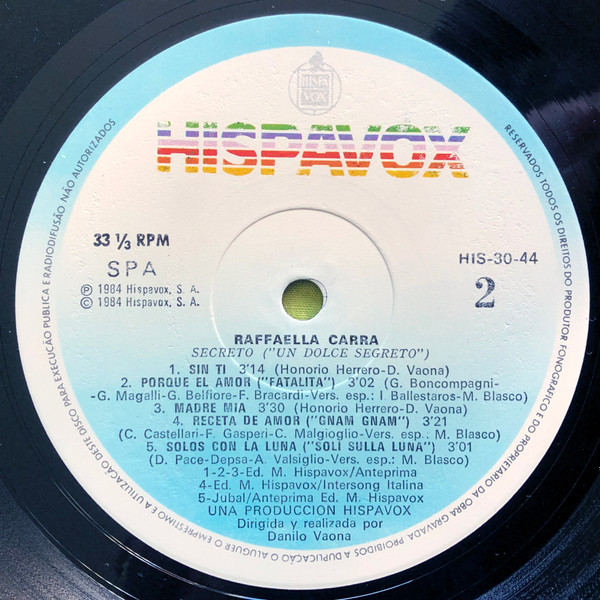 HISPA
VOX
HISPAVOX
33 1/3 RPM
SPA
Ⓟ 1984 Hispavox, S. A.
© 1984 Hispavox, S. A.
HIS-30-44
2
RAFFAELLA CARRA
SECRETO ("UN DOLCE SEGRETO")
1. SIN TI 3'14 (Honorio Herrero-D. Vaona)
2. PORQUE EL AMOR ("FATALITA") 3'02 (G. Boncompagni-
-G. Magalli-G. Belfiore-F. Bracardi-Vers. esp.: I. Ballestaros-M. Blasco)
3. MADRE MIA 3'30 (Honorio Herrero-D. Vaona)
4. RECETA DE AMOR ("GNAM GNAM") 3'21
(C. Castellari-F. Gasperi-C. Malgioglio-Vers. esp.: M. Blasco)
5. SOLOS CON LA LUNA ("SOLI SULLA LUNA") 3'01
(D. Pace-Depsa-A. Valsiglio-Vers. esp.: M. Blasco)
1-2-3-Ed. M. Hispavox/Anteprima
4-Ed. M. Hispavox/Intersong Italina
5-Jubal/Anteprima Ed. M. Hispavox
UNA PRODUCCION HISPAVOX
Dirigida y realizada por
Danilo Vaona
RESERVADOS TODOS OS DIREITOS DO PRODUTOR FONOGRAFICO E DO PROPRIETARIO DA OBRA GRAVADA PROIBIDOS A DUPLICAÇÃO O ALUGUER O EMPRESTIMO E A UTILIZAÇÃO DESTE DISCO PARA EXECUÇÃO PUBLICA E RADIODIFUSÃO NÃO AUTORIZADOS